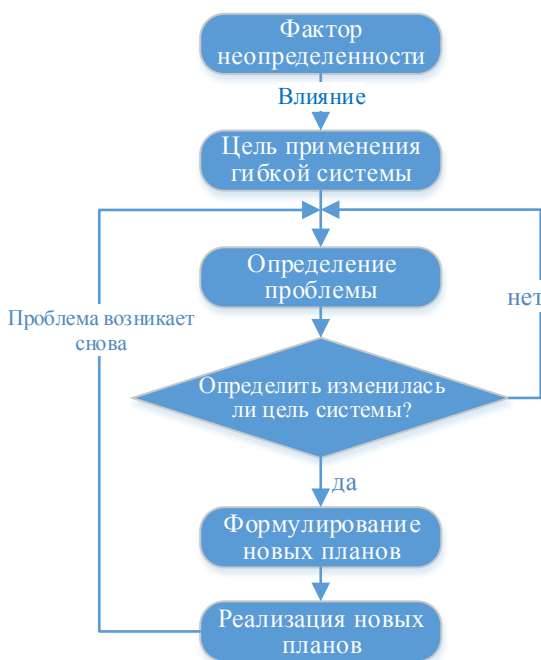 Фактор
неопределенности
Влияние
Цель применения
гибкой системы
Определение
проблемы
нет
Проблема возникает
снова
Определить изменилась
ли цель системы?
да
Формулирование
новых планов
Реализация новых
планов